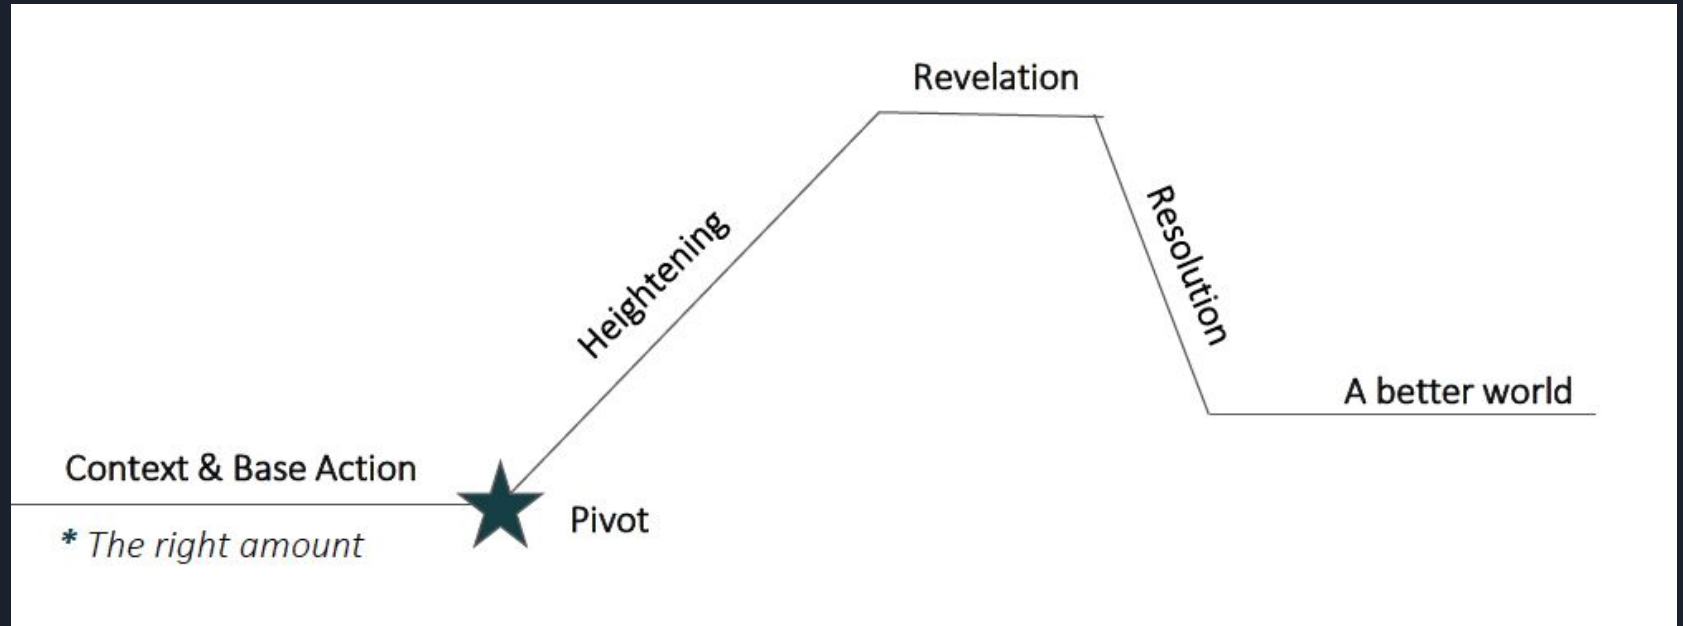 Revelation
Heightening
Resolution
A better world
Context & Base Action
Pivot
* The right amount